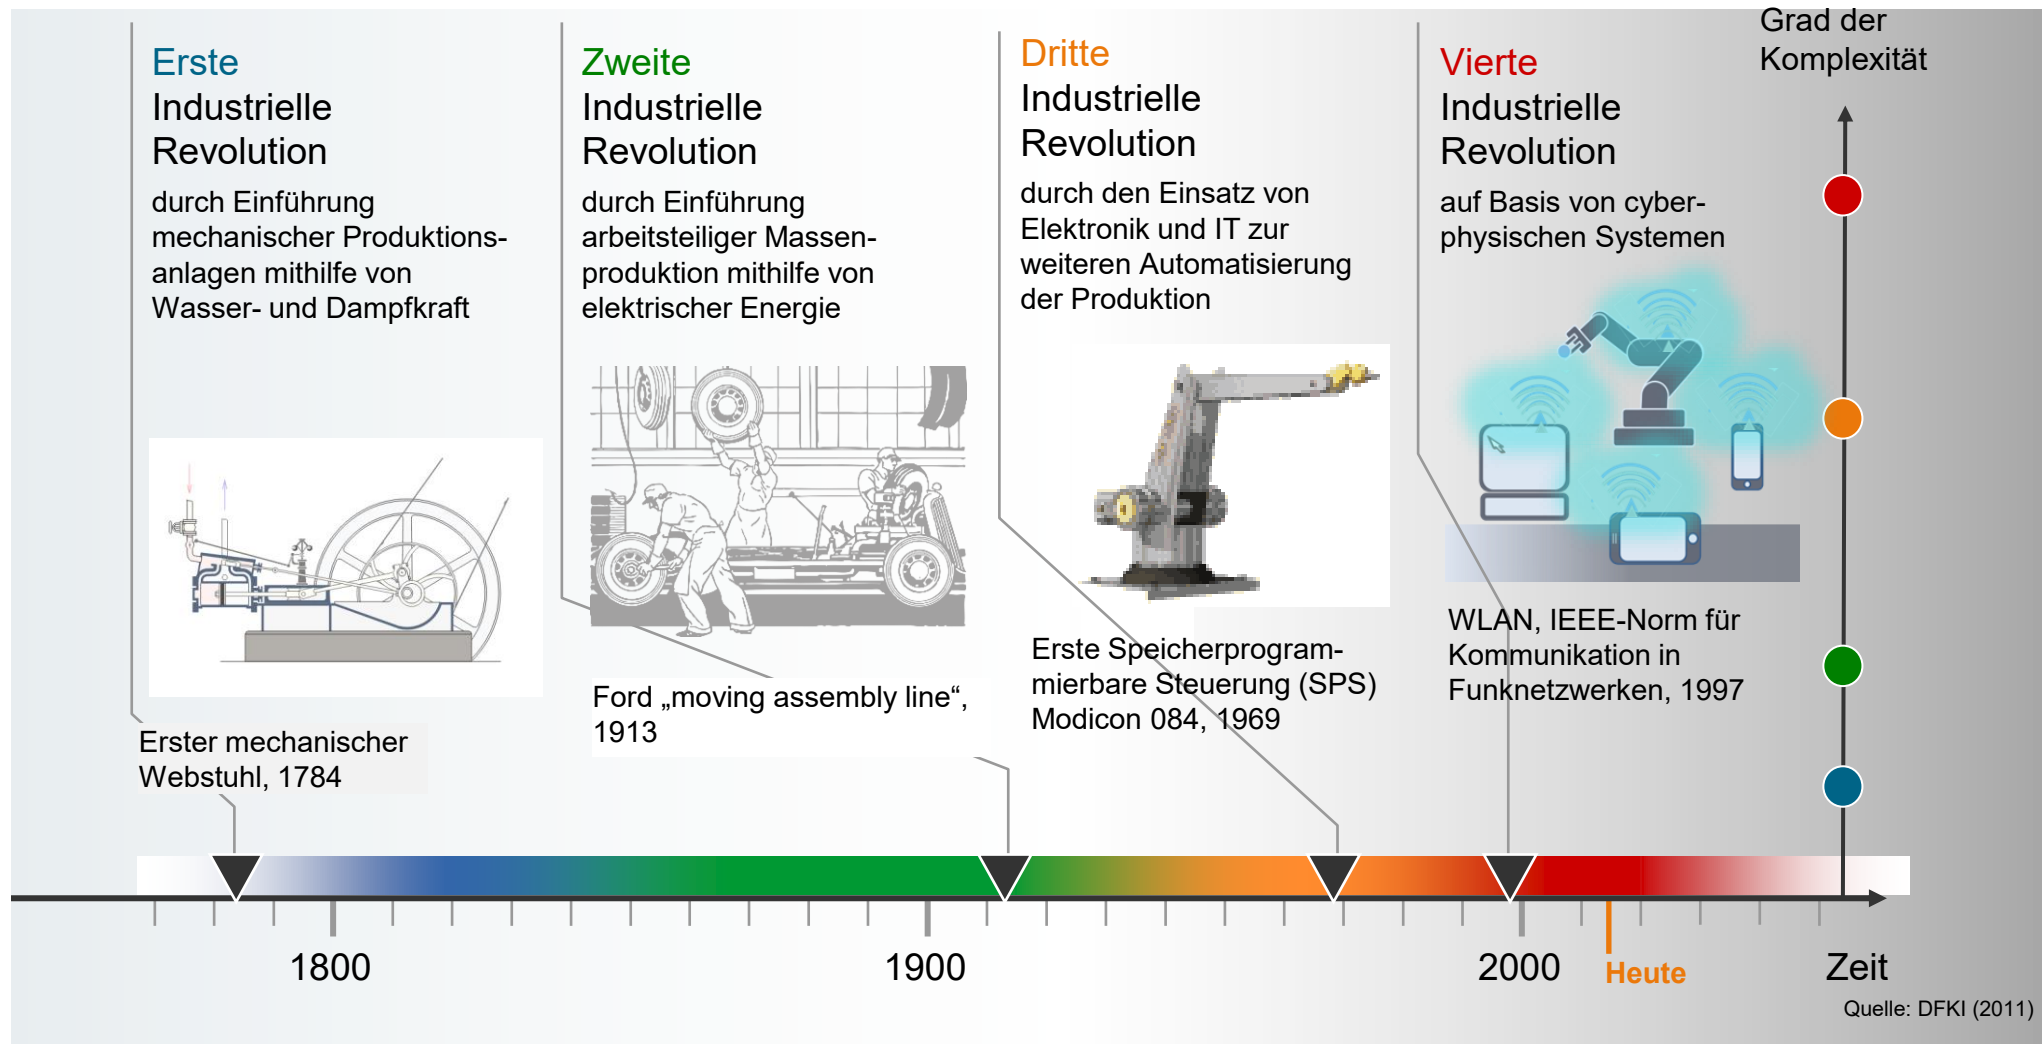 Erste
Industrielle
Revolution
durch Einführung
mechanischer Produktions-
anlagen mithilfe von
Wasser- und Dampfkraft
Erster mechanischer
Webstuhl, 1784
Zweite
Industrielle
Revolution
durch Einführung
arbeitsteiliger Massen-
produktion mithilfe von
elektrischer Energie
Ford „moving assembly line“,
1913
Dritte
Industrielle
Revolution
durch den Einsatz von
Elektronik und IT zur
weiteren Automatisierung
der Produktion
Erste Speicherprogram-
mierbare Steuerung (SPS)
Modicon 084, 1969
Vierte
Industrielle
Revolution
auf Basis von cyber-
physischen Systemen
WLAN, IEEE-Norm für
Kommunikation in
Funknetzwerken, 1997
Grad der
Komplexität
1800
1900
2000
Heute
Zeit
Quelle: DFKI (2011)